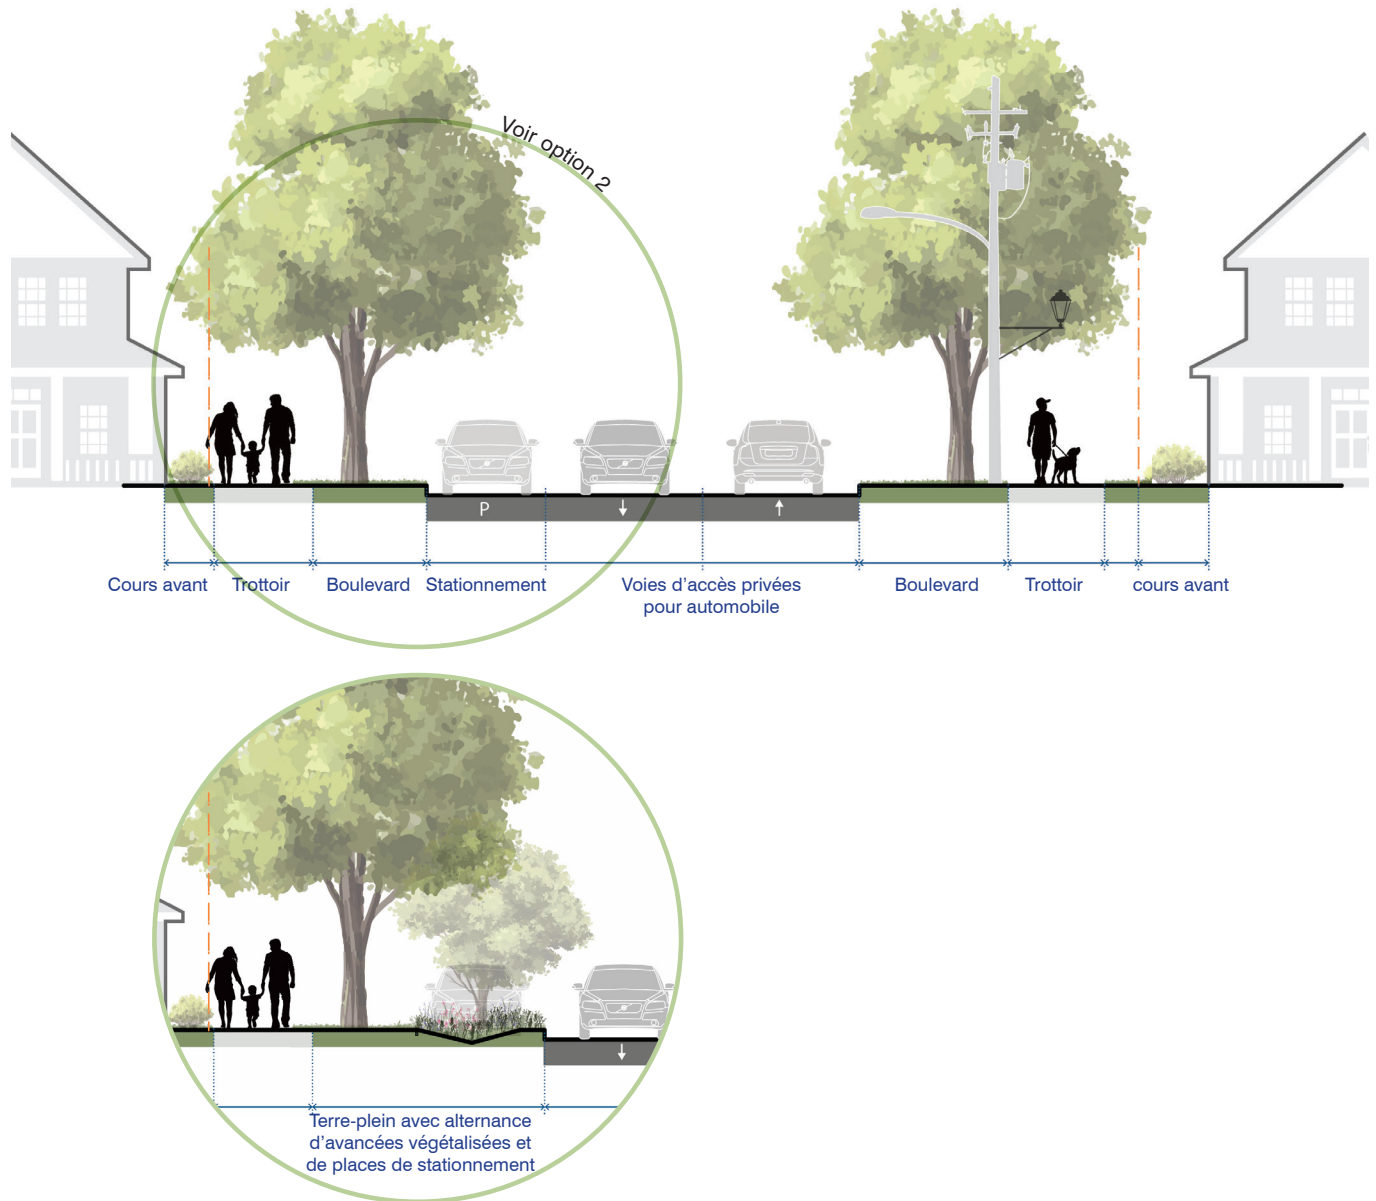 Voir option 2
P
Cours avant
Trottoir
Boulevard
Stationnement
Voies d'accès privées
pour automobile
Boulevard
Trottoir
cours avant
Terre-plein avec alternance
d'avancées végétalisées et
de places de stationnement